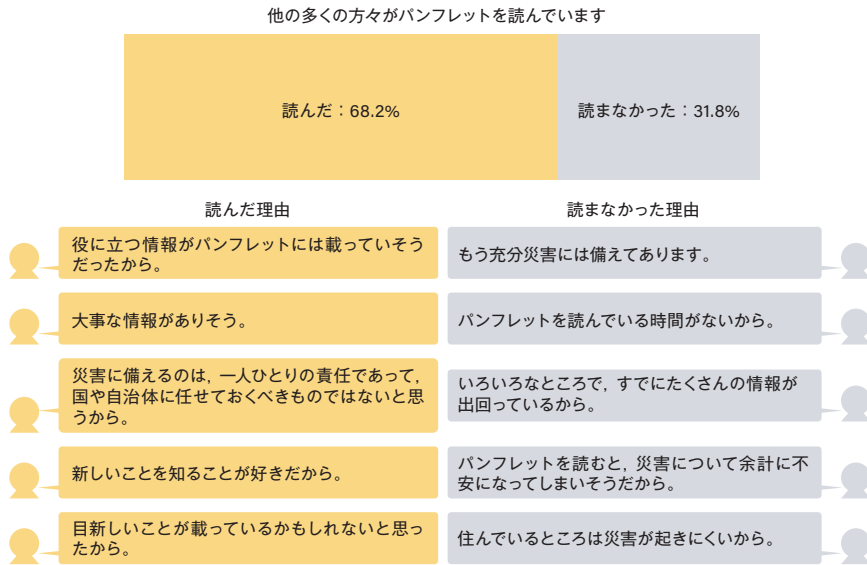 他の多くの方々がパンフレットを読んでいます
読んだ：68.2%
読まなかった：31.8%
読んだ理由
役に立つ情報がパンフレットには載っていそう
だったから。
大事な情報がありそう。
災害に備えるのは, 一人ひとりの責任であって,
国や自治体に任せておくべきものではないと思
うから。
新しいことを知ることが好きだから。
目新しいことが載っているかもしれないと思っ
たから。
読まなかった理由
もう充分災害には備えてあります。
パンフレットを読んでいる時間がないから。
いろいろなところで, すでにたくさんの情報が
出回っているから。
パンフレットを読むと, 災害について余計に不
安になってしまいそうだから。
住んでいるところは災害が起きにくいから。